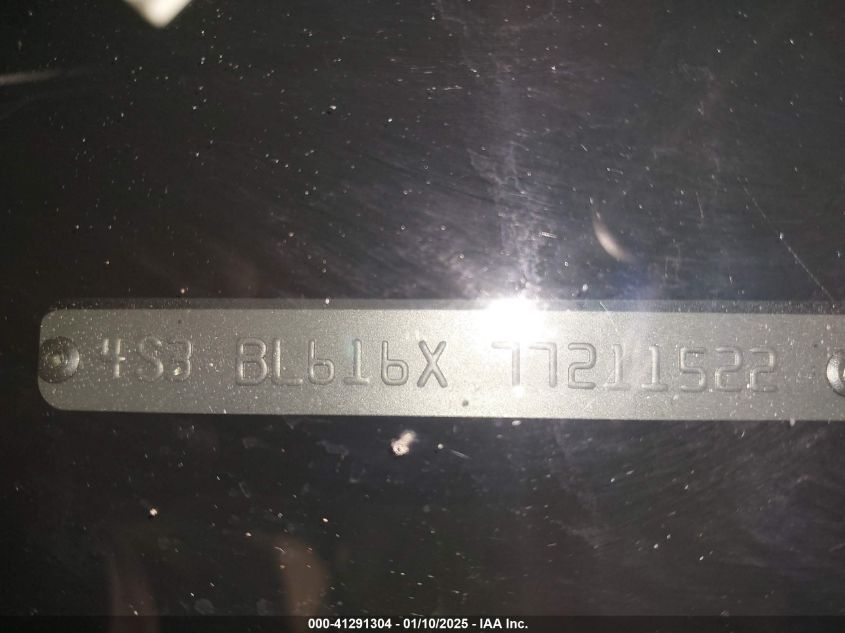 4S3 BL616X 77211522
000-41291304 - 01/10/2025 - IAA Inc.